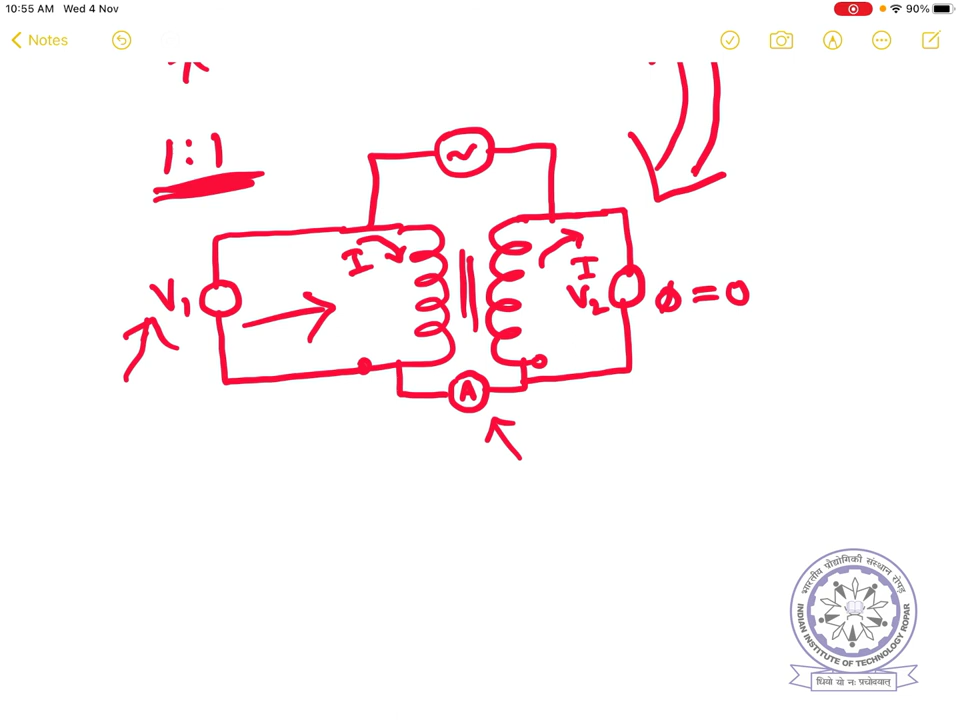 10:55 AM Wed 4 Nov
90%
Notes
1:1
I
I
V1
V2
φ=0
A
भारतीय प्रौद्योगिकी संस्थान रोपड़
INDIAN INSTITUTE OF TECHNOLOGY ROPAR
धियो यो नः प्रचोदयात्